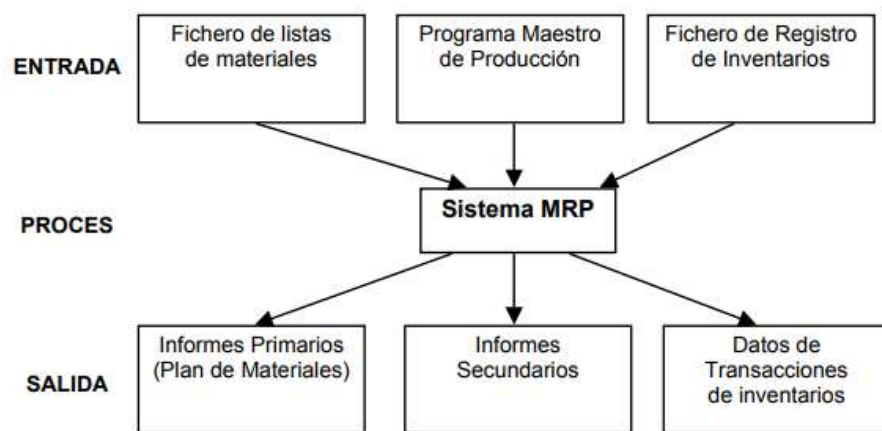 ENTRADA
Fichero de listas
de materiales
Programa Maestro
de Producción
Fichero de Registro
de Inventarios
PROCES
Sistema MRP
SALIDA
Informes Primarios
(Plan de Materiales)
Informes
Secundarios
Datos de
Transacciones
de inventarios